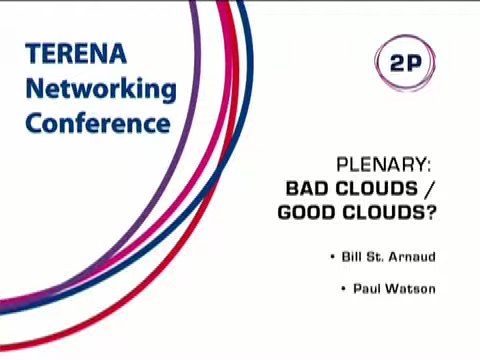 TERENA
Networking
Conference
2P
PLENARY:
BAD CLOUDS /
GOOD CLOUDS?
• Bill St. Arnaud
• Paul Watson